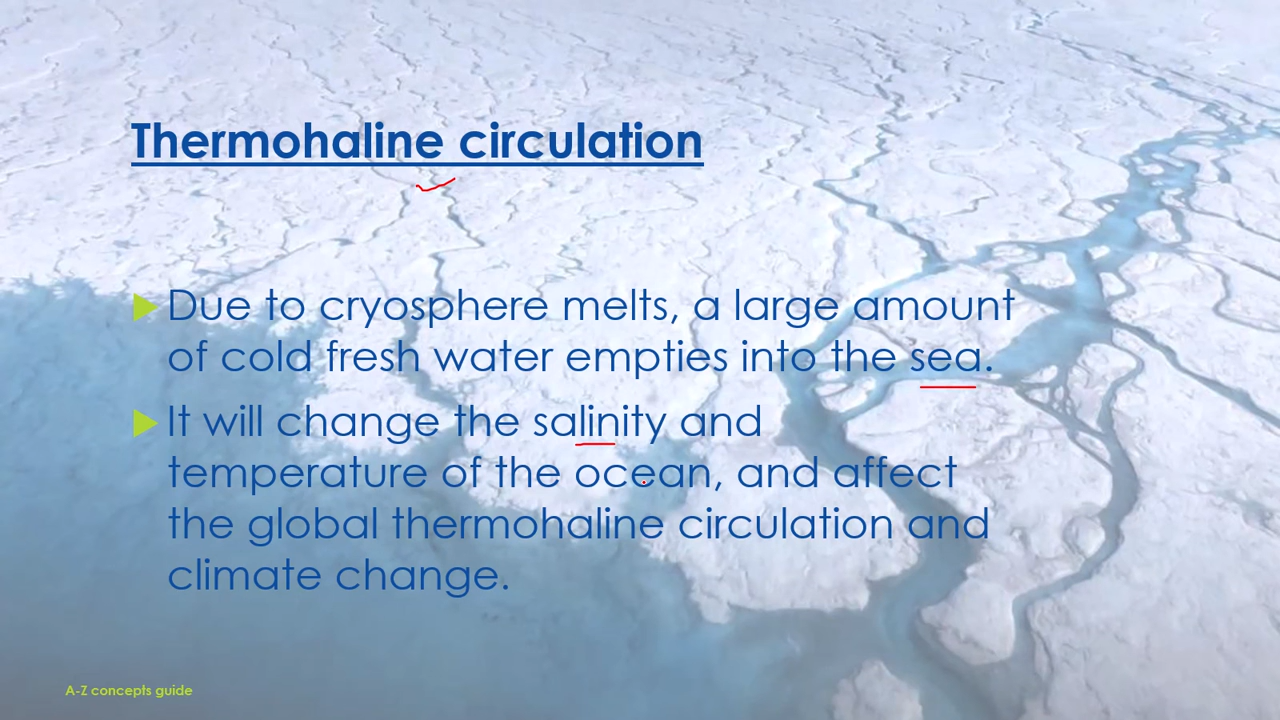 Thermohaline circulation
Due to cryosphere melts, a large amount
of cold fresh water empties into the sea.
It will change the salinity and
temperature of the ocean, and affect
the global thermohaline circulation and
climate change.
A-Z concepts guide